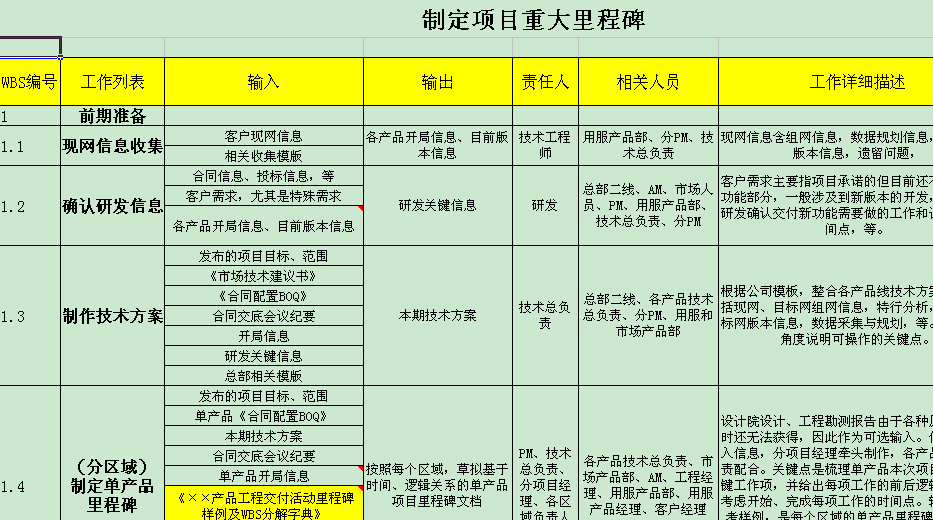 制定项目重大里程碑
WBS编号 工作列表 输入 输出 责任人 相关人员 工作详细描述
1 前期准备
1.1 现网信息收集
客户现网信息
相关收集模版
各产品开局信息、目前版
本信息
技术工程
师
用服产品部、分PM、技
术总负责
现网信息含组网信息，数据规划信息，
版本信息，遗留问题，
1.2 确认研发信息
合同信息、投标信息，等
客户需求，尤其是特殊需求
各产品开局信息、目前版本信息
研发关键信息
研发
总部二线、AM、市场人
员、PM、用服产品部、
技术总负责、分PM
客户需求主要指项目承诺的但目前还不
功能部分，一般涉及到新版本的开发，
研发确认交付新功能需要做的工作和
间点，等。
1.3 制作技术方案
发布的项目目标、范围
《市场技术建议书》
《合同配置BOQ》
合同交底会议纪要
开局信息
研发关键信息
总部相关模版
本期技术方案
技术总负
责
总部二线、各产品技术
总负责、分PM、用服和
市场产品部
根据公司模板，整合各产品线技术方案
括现网、目标网组网信息，特行分析，
标网版本信息，数据采集与规划，等。
角度说明可操作的关键点。
1.4
（分区域）
制定单产品
里程碑
发布的项目目标、范围
单产品《合同配置BOQ》
本期技术方案
合同交底会议纪要
单产品开局信息
《××产品工程交付活动里程碑
样例及WBS分解字典》
按照每个区域，草拟基于
时间、逻辑关系的单产品
项目里程碑文档
PM、技术
总负责、
分项目经
理、各区
域负责人
各产品技术总负责、市
场产品部、AM、工程经
理、用服产品部、用服
产品经理、客户经理
设计院设计、工程勘测报告由于各种
时还无法获得，因此作为可选输入。
入信息，分项目经理牵头制作，各产品
责配合。关键点是梳理单产品本次项目
键工作项，并给出每项工作的前后逻辑
考虑开始、完成每项工作的时间点。
考样例，是每个区域的单产品里程碑